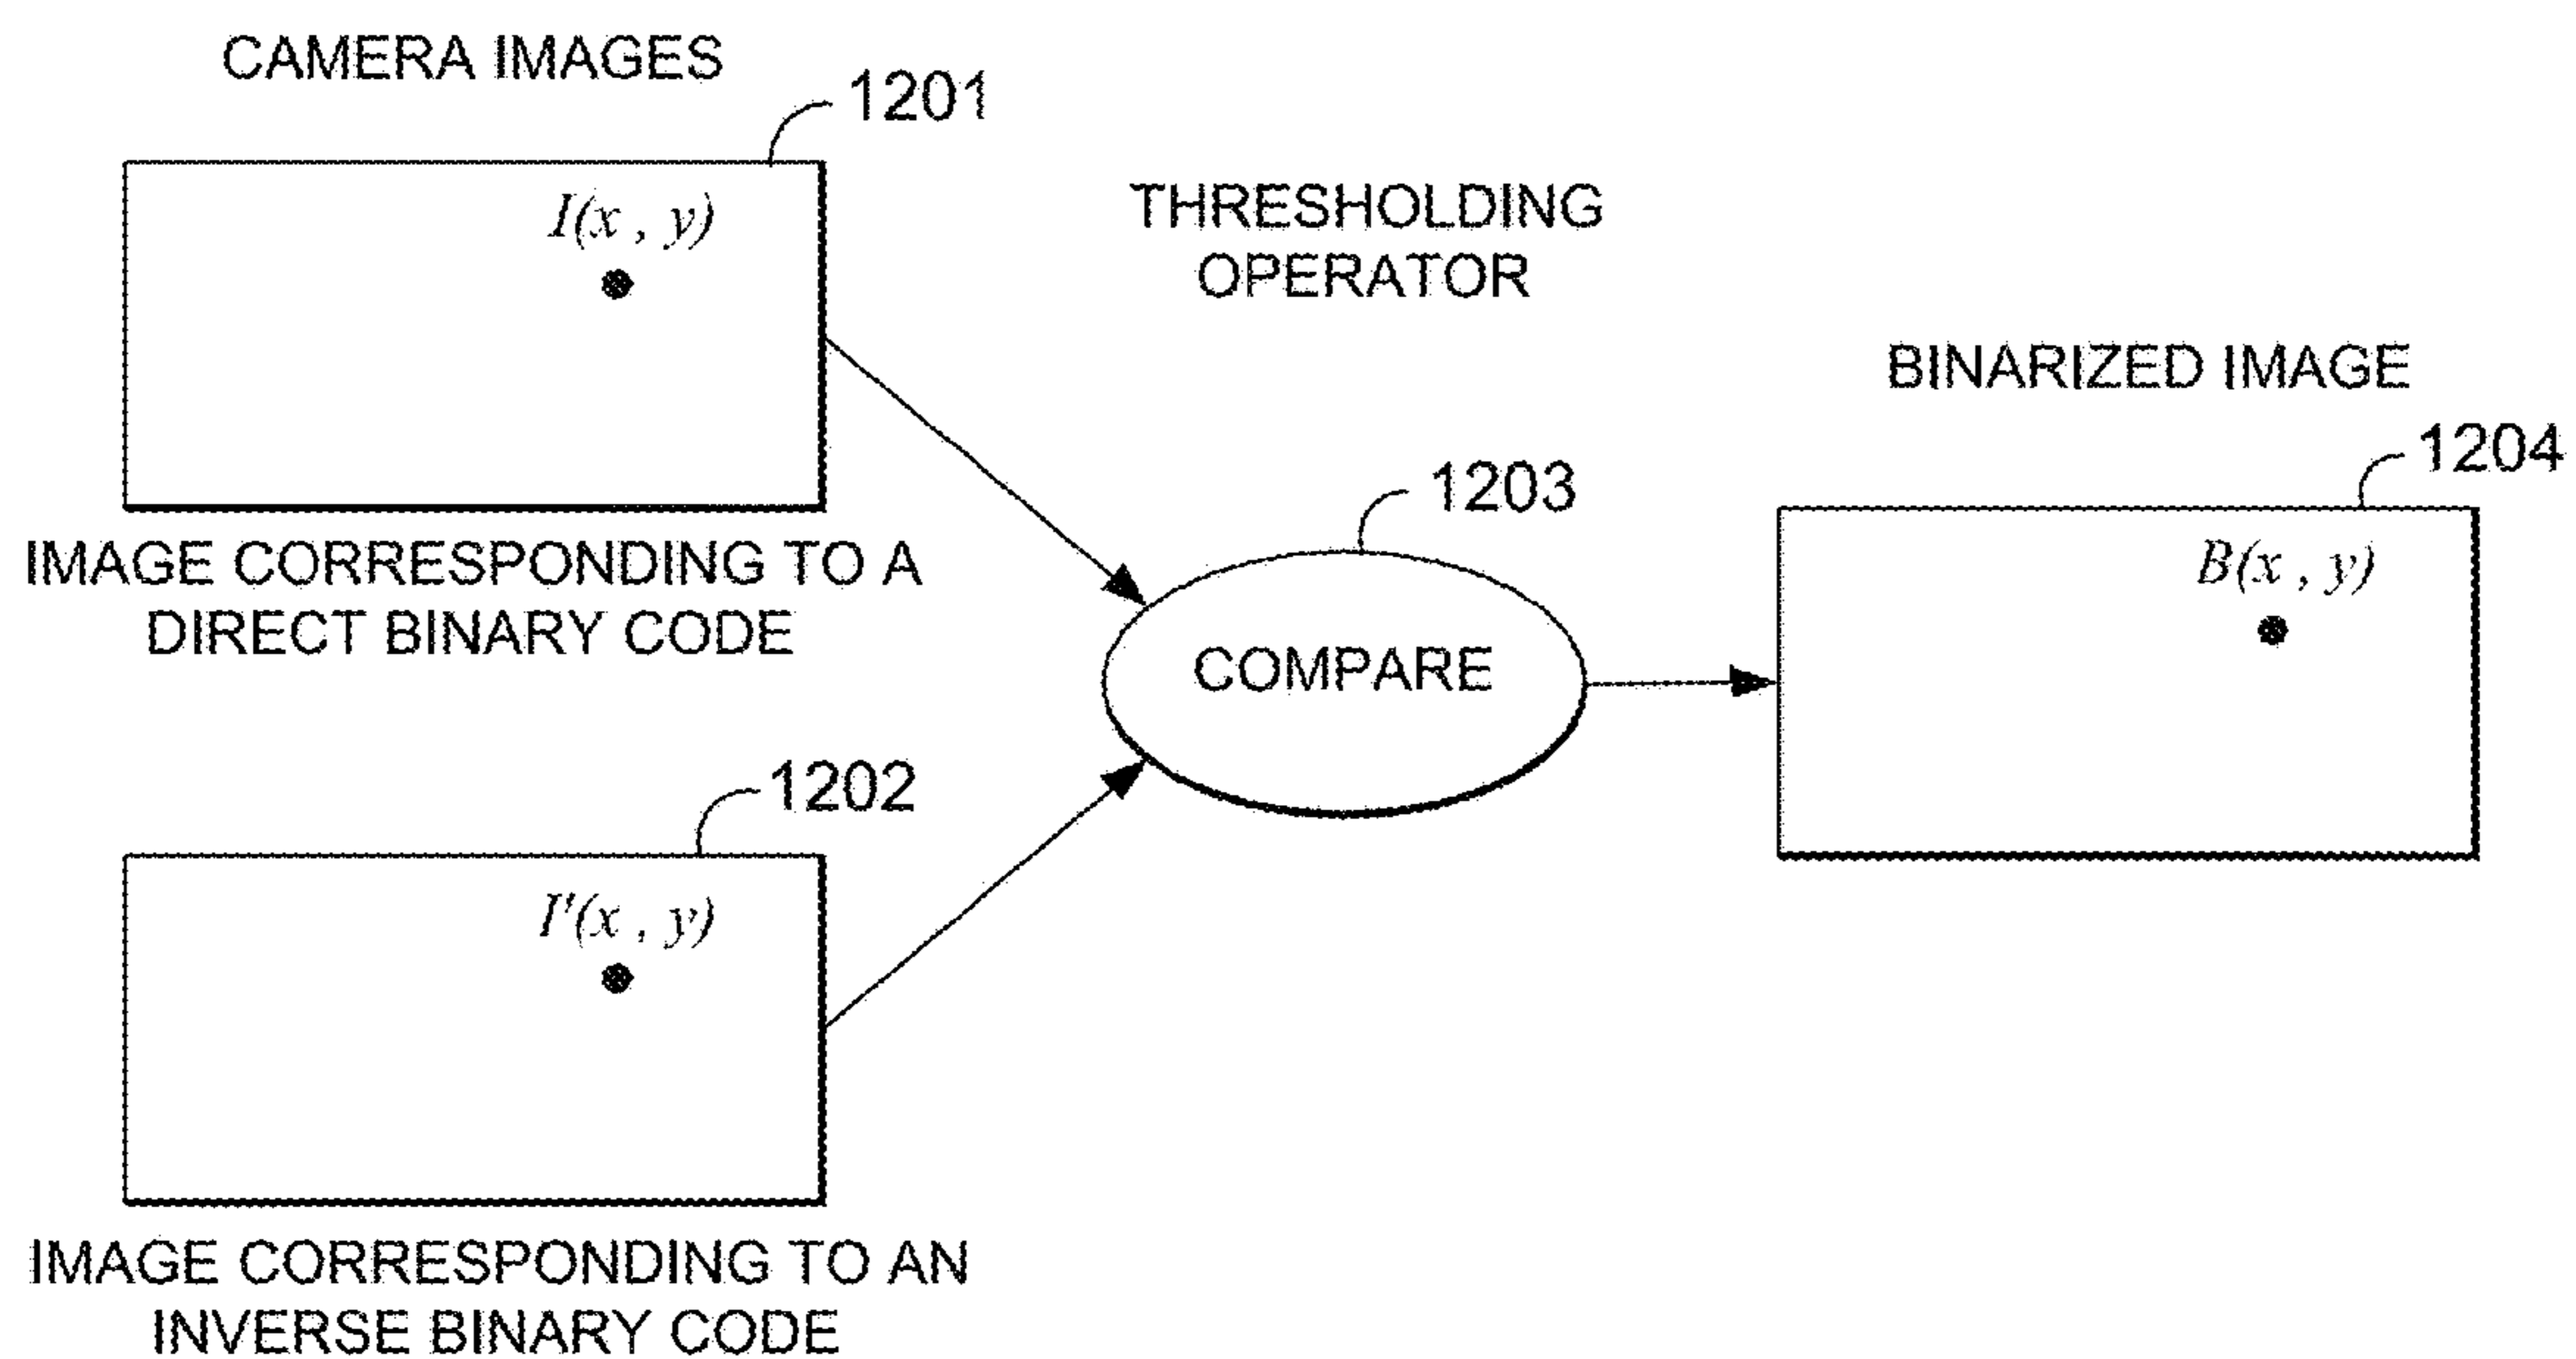 CAMERA IMAGES
1201
I(x , y)
IMAGE CORRESPONDING TO A
DIRECT BINARY CODE
1202
I'(x , y)
IMAGE CORRESPONDING TO AN
INVERSE BINARY CODE
THRESHOLDING
OPERATOR
1203
COMPARE
BINARIZED IMAGE
1204
B(x , y)